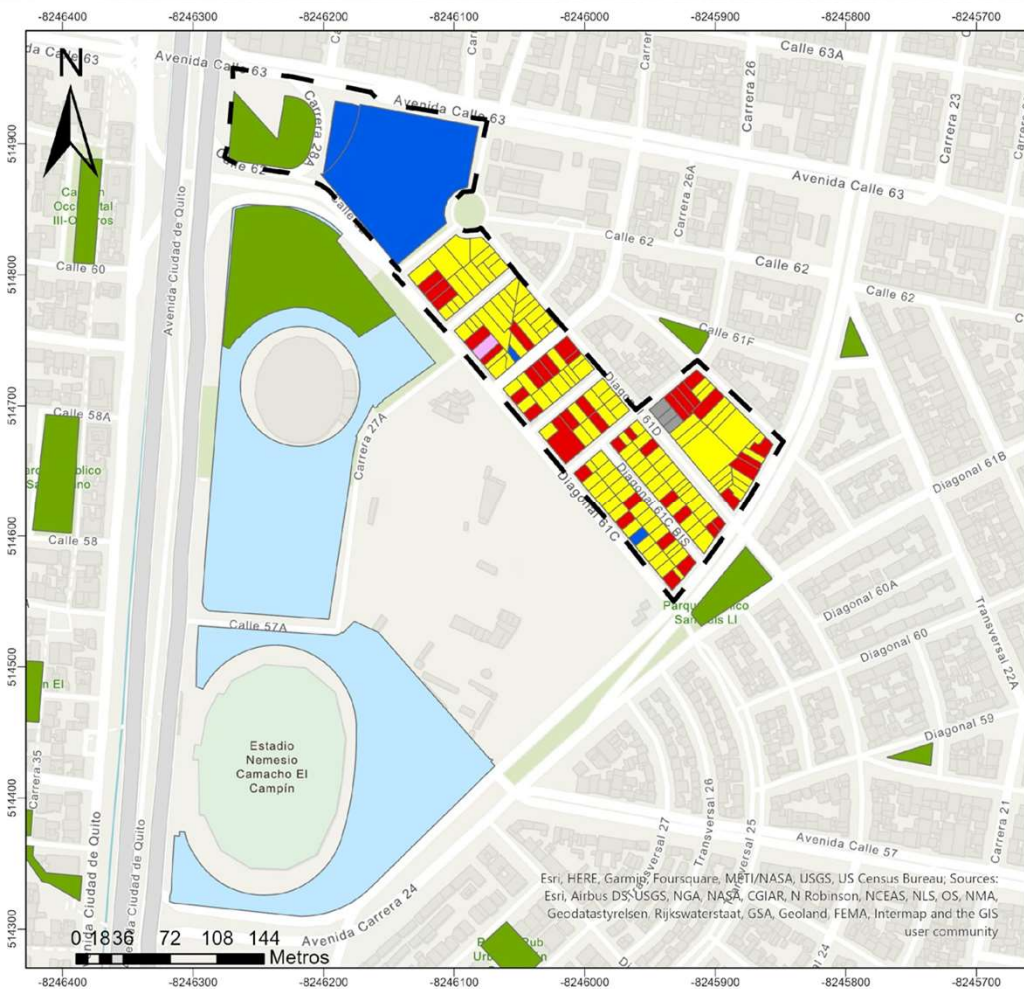 -8246400 -8246300 -8246200 -8246100 -8246000 -8245900 -8245800 -8245700
N
Avenida Calle 63
Calle 63A
Carrera 26
Carrera 23
Carrera 28A
Avenida Calle 63
514900
Calle 62
Avenida Calle 63
Carrera 26A
Occidental
Calle 62
Calle 60
Calle 62
514800
Calle 62
Avenida Ciudad de Quito
Calle 61F
514700
Calle 58A
61D
Carrera 27A
Diagonal 61B
Diagonal 61C BIS
Diagonal 61C
514600
Calle 58
Diagonal 60A
Calle 57A
Diagonal 60
Transversal 22A
514500
Diagonal 59
Estadio
Nemesio
Camacho El
Campín
Carrera 35
514400
Transversal 26
Carrera 21
Avenida Calle 57
Avenida Ciudad de Quito
Esri, HERE, Garmin, Foursquare, METI/NASA, USGS, US Census Bureau; Sources:
Esri, Airbus DS, USGS, NGA, NASA, CGIAR, N Robinson, NCEAS, NLS, OS, NMA,
Geodatastyrelsen, Rijkswaterstaat, GSA, Geoland, FEMA, Intermap and the GIS
user community
514300
Avenida Carrera 24
0 18 36 72 108 144
Metros
-8246400 -8246300 -8246200 -8246100 -8246000 -8245900 -8245800 -8245700